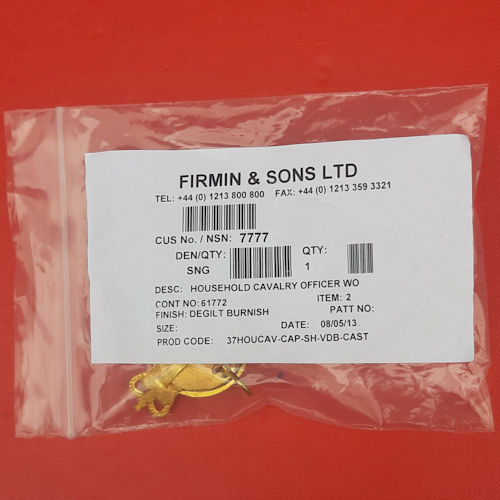 FIRMIN & SONS LTD
TEL: +44 (0) 1213 800 800 FAX: +44 (0) 1213 359 3321
CUS No. / NSN: 7777
DEN/QTY: QTY:
SNG 1
DESC: HOUSEHOLD CAVALRY OFFICER WO
CONT NO: 61772 ITEM: 2
FINISH: DEGILT BURNISH PATT NO:
SIZE: DATE: 08/05/13
PROD CODE: 37HOUCAV-CAP-SH-VDB-CAST